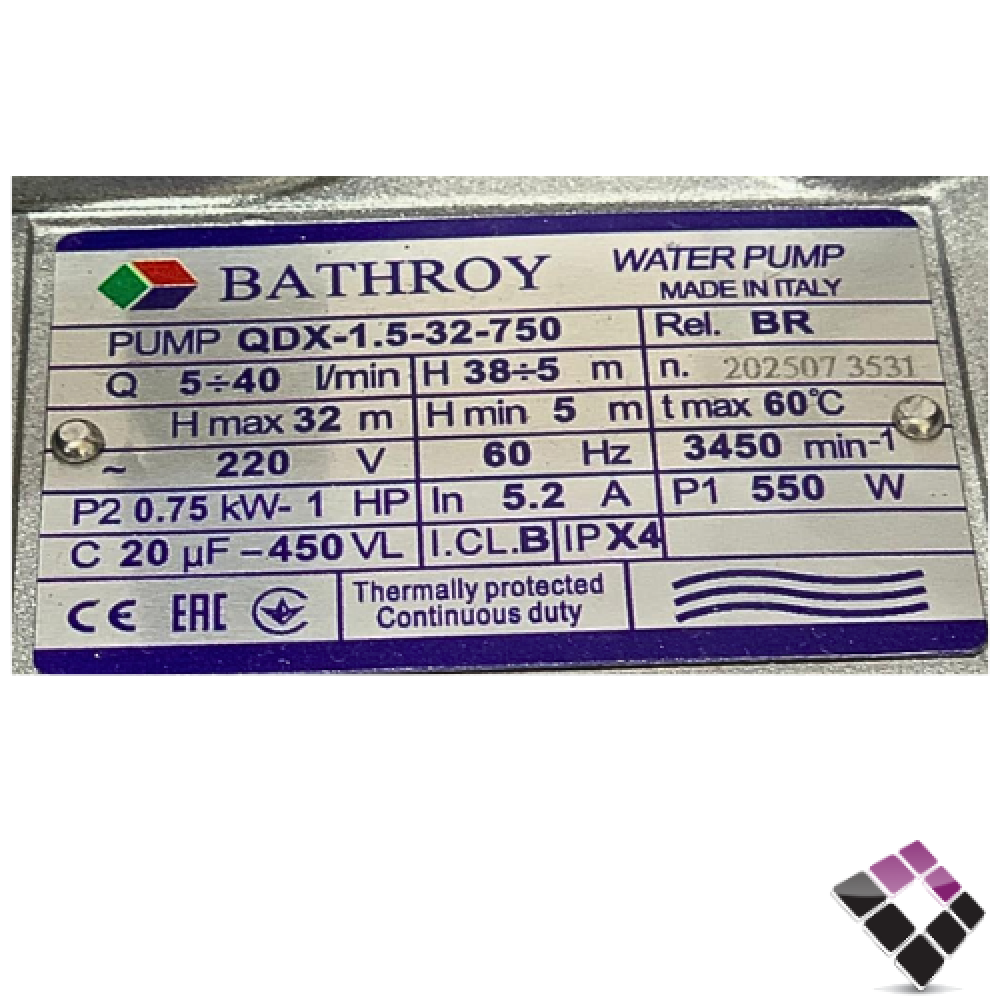 BATHROY WATER PUMP
MADE IN ITALY
PUMP QDX-1.5-32-750 Rel. BR
Q 5÷40 l/min H 38÷5 m n. 202507 3531
H max 32 m H min 5 m t max 60°C
~ 220 V 60 Hz 3450 min-1
P2 0.75 kW- 1 HP In 5.2 A P1 550 W
C 20 µF-450 VL I.CL.B IPX4
CE EAC Thermally protected
Continuous duty